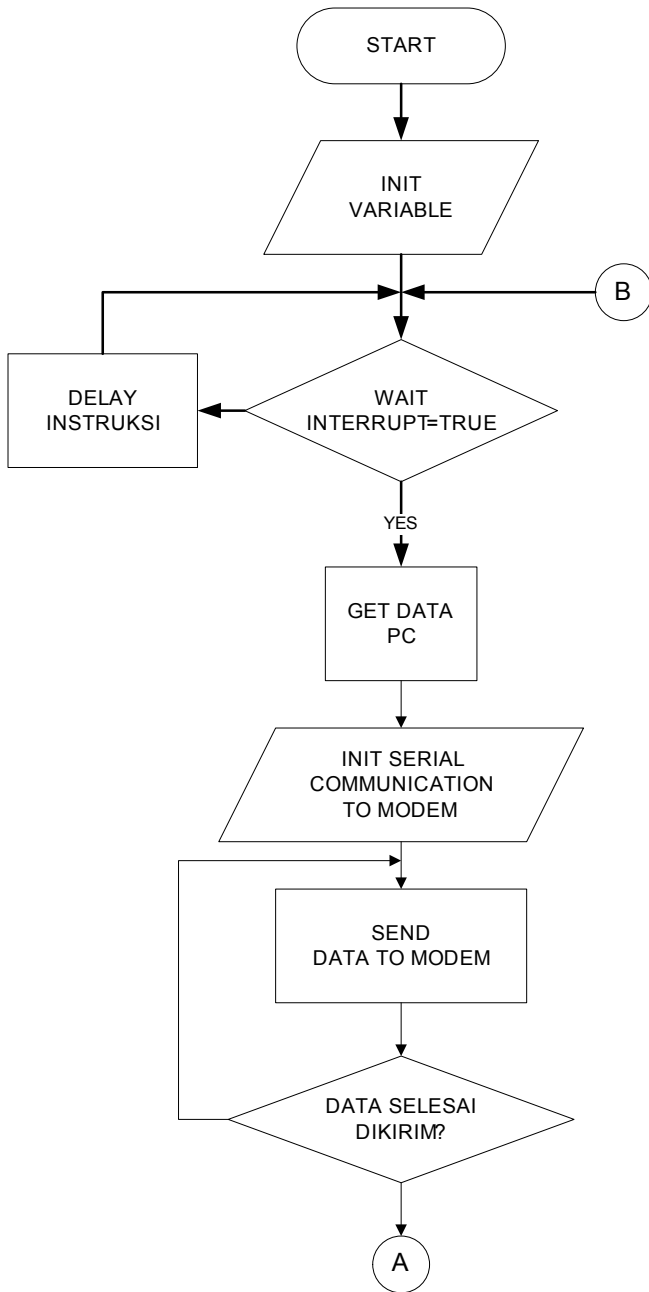 START
INIT
VARIABLE
B
DELAY
INSTRUKSI
WAIT
INTERRUPT=TRUE
YES
GET DATA
PC
INIT SERIAL
COMMUNICATION
TO MODEM
SEND
DATA TO MODEM
DATA SELESAI
DIKIRIM?
A